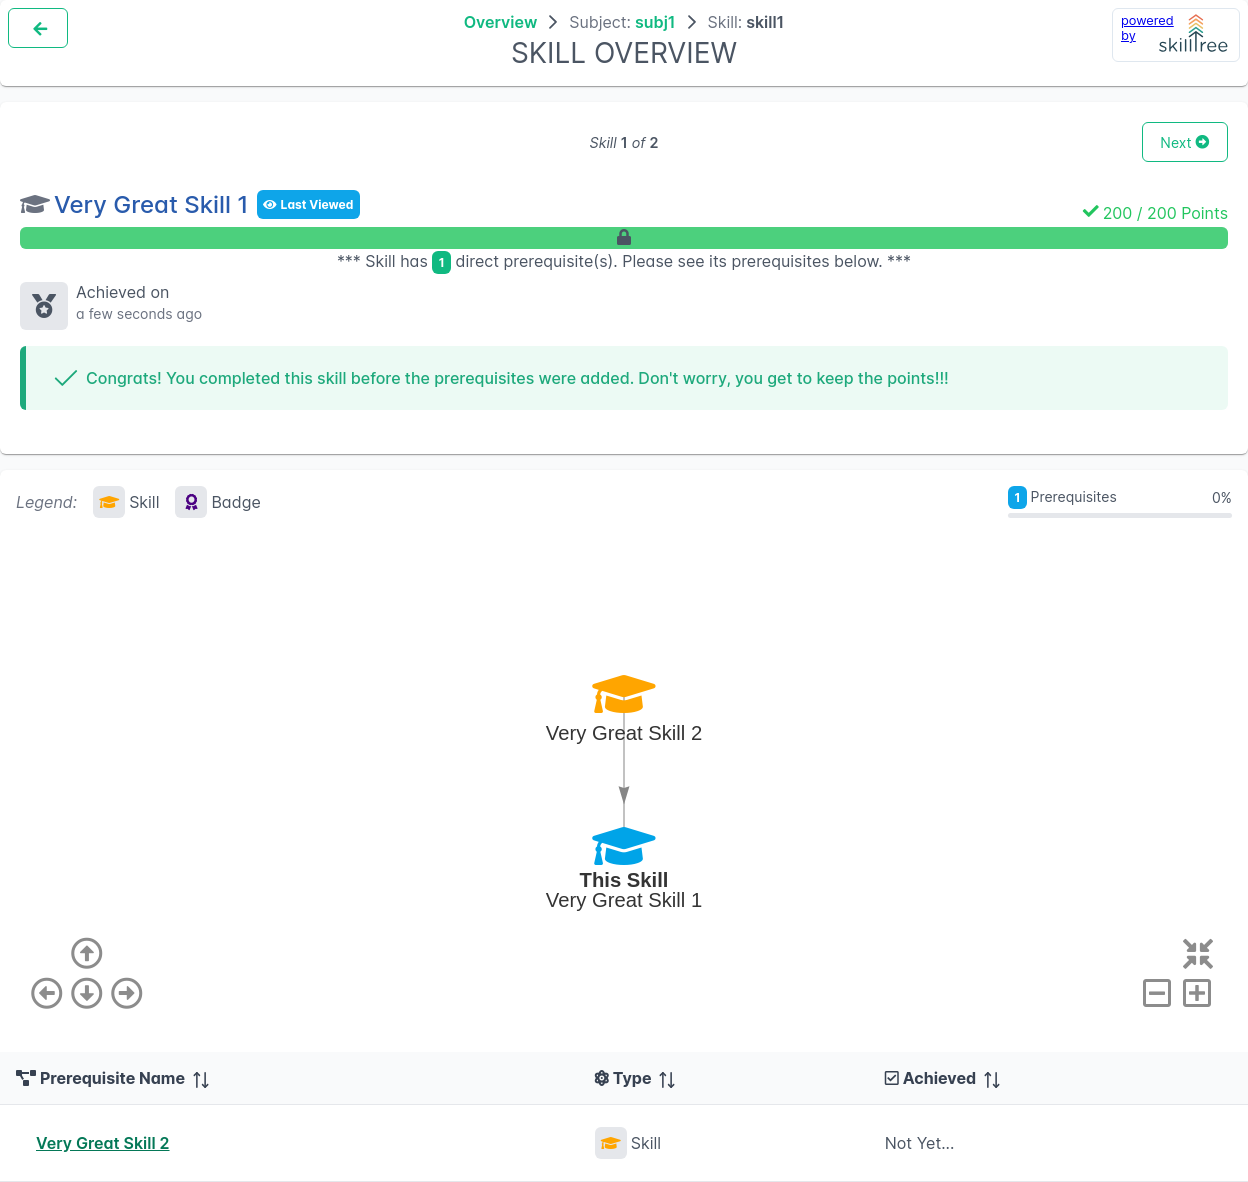 Overview > Subject: subj1 > Skill: skill1
SKILL OVERVIEW
powered
by
skilltree
Skill 1 of 2
Next
Very Great Skill 1
Last Viewed
200 / 200 Points
*** Skill has 1 direct prerequisite(s). Please see its prerequisites below. ***
Achieved on
a few seconds ago
Congrats! You completed this skill before the prerequisites were added. Don't worry, you get to keep the points!!!
Legend: Skill Badge
1 Prerequisites 0%
Very Great Skill 2
This Skill
Very Great Skill 1
Prerequisite Name Type Achieved
Very Great Skill 2 Skill Not Yet...